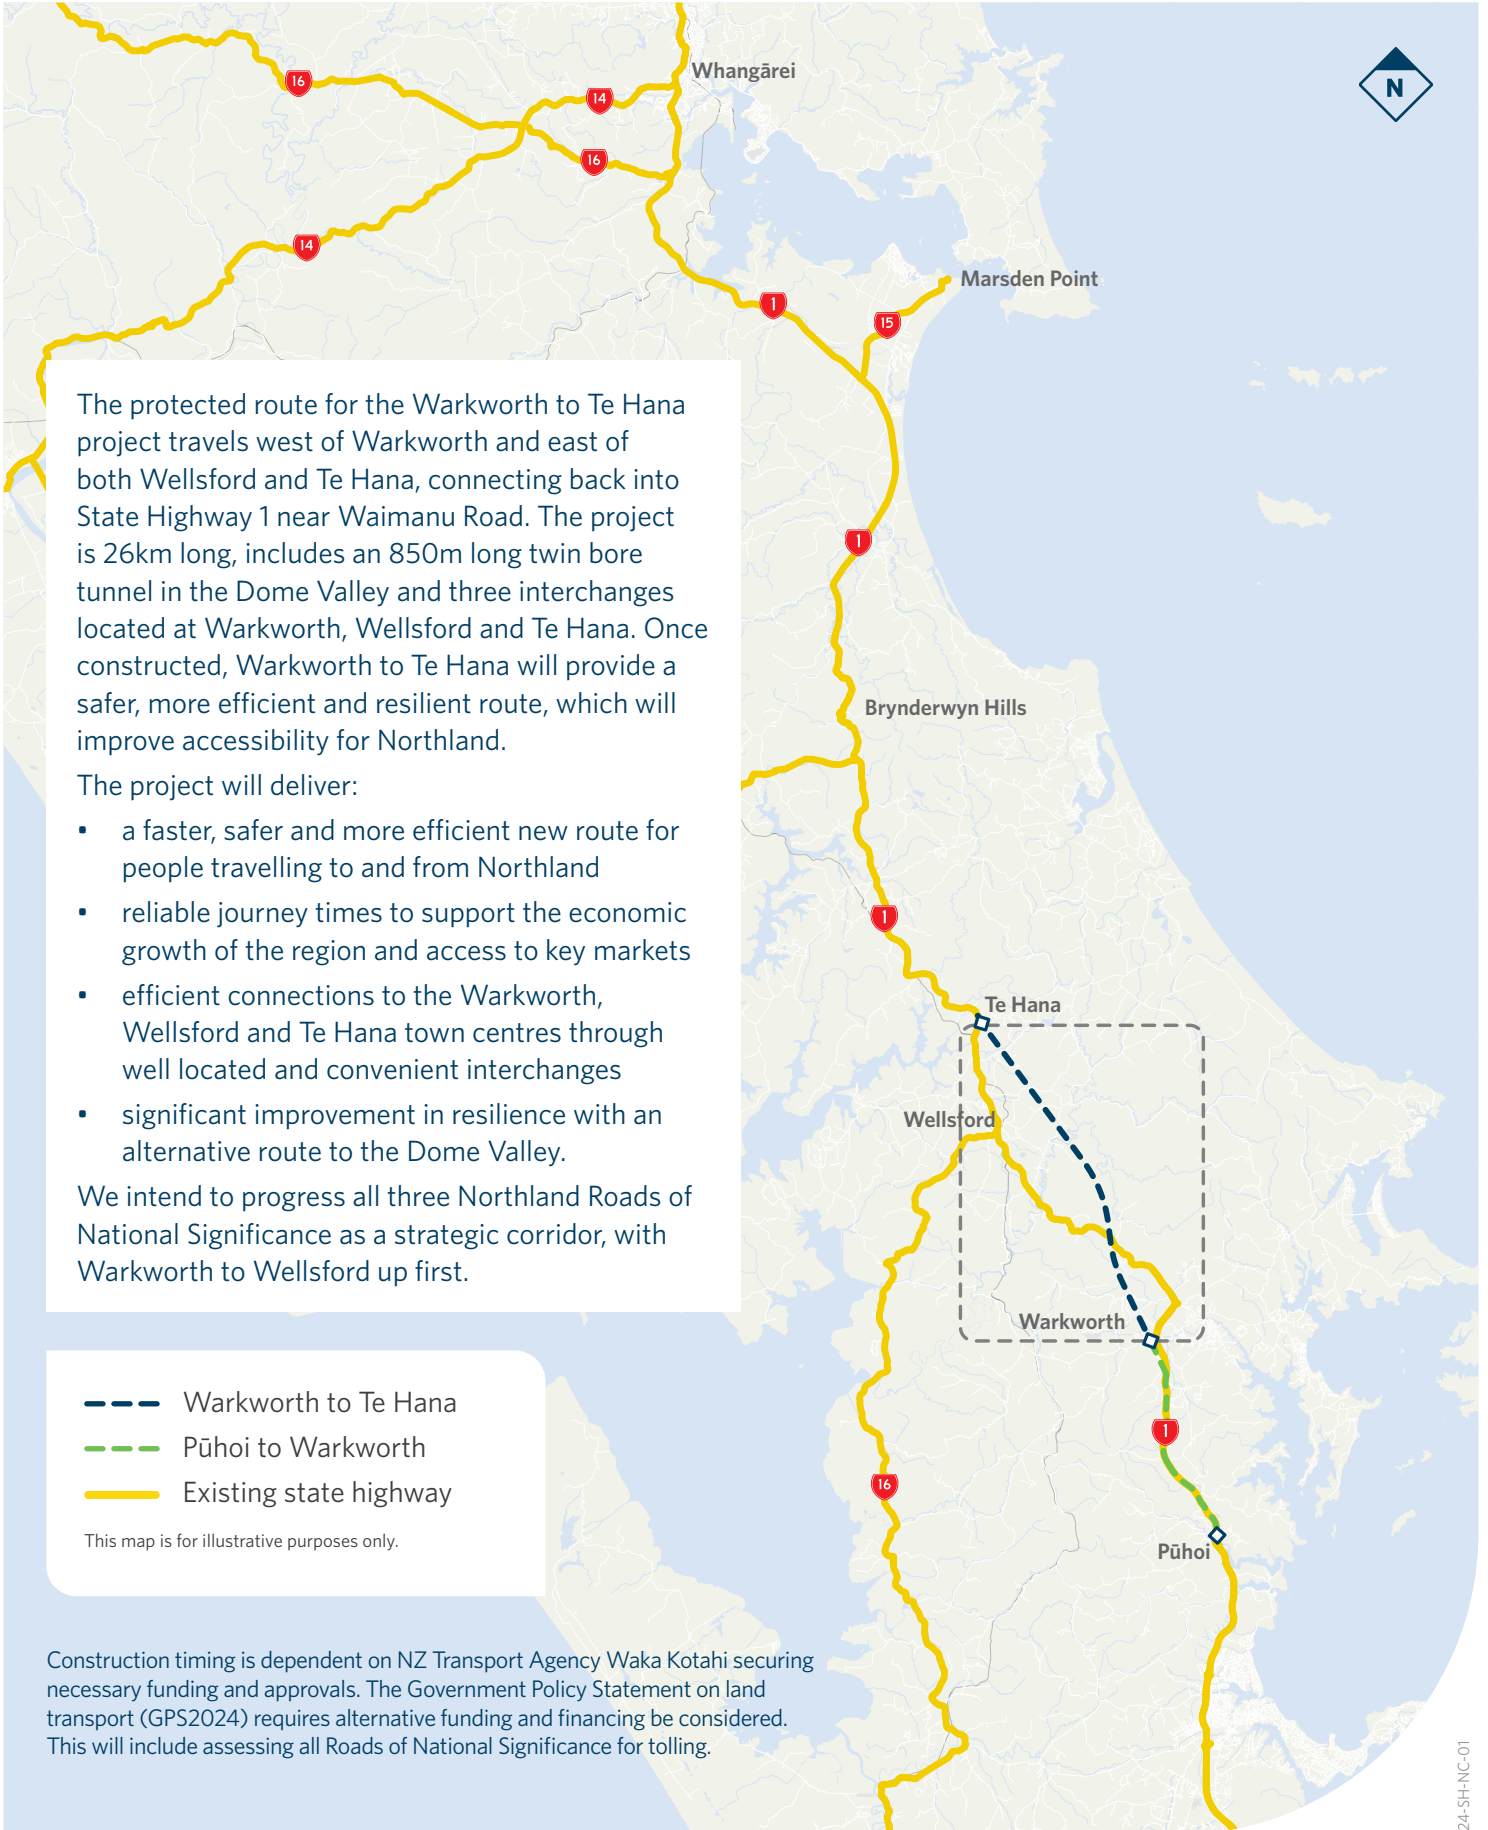 Whangārei
N
16
14
16
14
Marsden Point
1
15
The protected route for the Warkworth to Te Hana
project travels west of Warkworth and east of
both Wellsford and Te Hana, connecting back into
State Highway 1 near Waimanu Road. The project
is 26km long, includes an 850m long twin bore
tunnel in the Dome Valley and three interchanges
located at Warkworth, Wellsford and Te Hana. Once
constructed, Warkworth to Te Hana will provide a
safer, more efficient and resilient route, which will
improve accessibility for Northland.
The project will deliver:
▪ a faster, safer and more efficient new route for
people travelling to and from Northland
▪ reliable journey times to support the economic
growth of the region and access to key markets
▪ efficient connections to the Warkworth,
Wellsford and Te Hana town centres through
well located and convenient interchanges
▪ significant improvement in resilience with an
alternative route to the Dome Valley.
We intend to progress all three Northland Roads of
National Significance as a strategic corridor, with
Warkworth to Wellsford up first.
1
Brynderwyn Hills
1
Te Hana
Wellsford
Warkworth
1
16
Pūhoi
Warkworth to Te Hana
Pūhoi to Warkworth
Existing state highway
This map is for illustrative purposes only.
Construction timing is dependent on NZ Transport Agency Waka Kotahi securing
necessary funding and approvals. The Government Policy Statement on land
transport (GPS2024) requires alternative funding and financing be considered.
This will include assessing all Roads of National Significance for tolling.
24-SH-NC-01